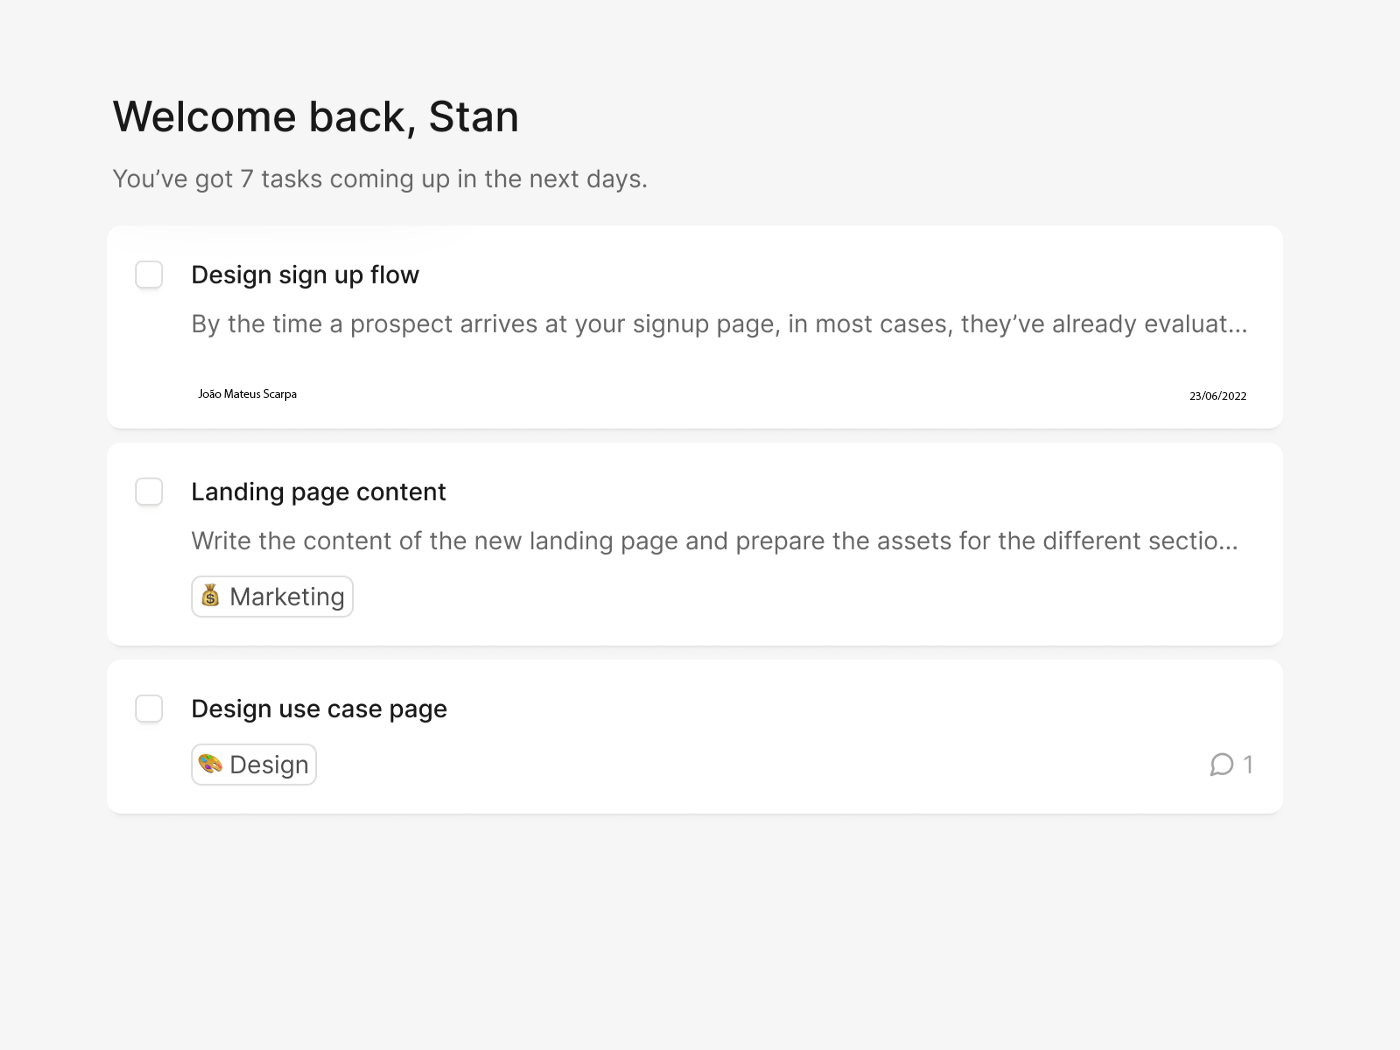 Welcome back, Stan
You’ve got 7 tasks coming up in the next days.
Design sign up flow
By the time a prospect arrives at your signup page, in most cases, they’ve already evaluat...
João Mateus Scarpa
23/06/2022
Landing page content
Write the content of the new landing page and prepare the assets for the different sectio...
Marketing
Design use case page
Design
1